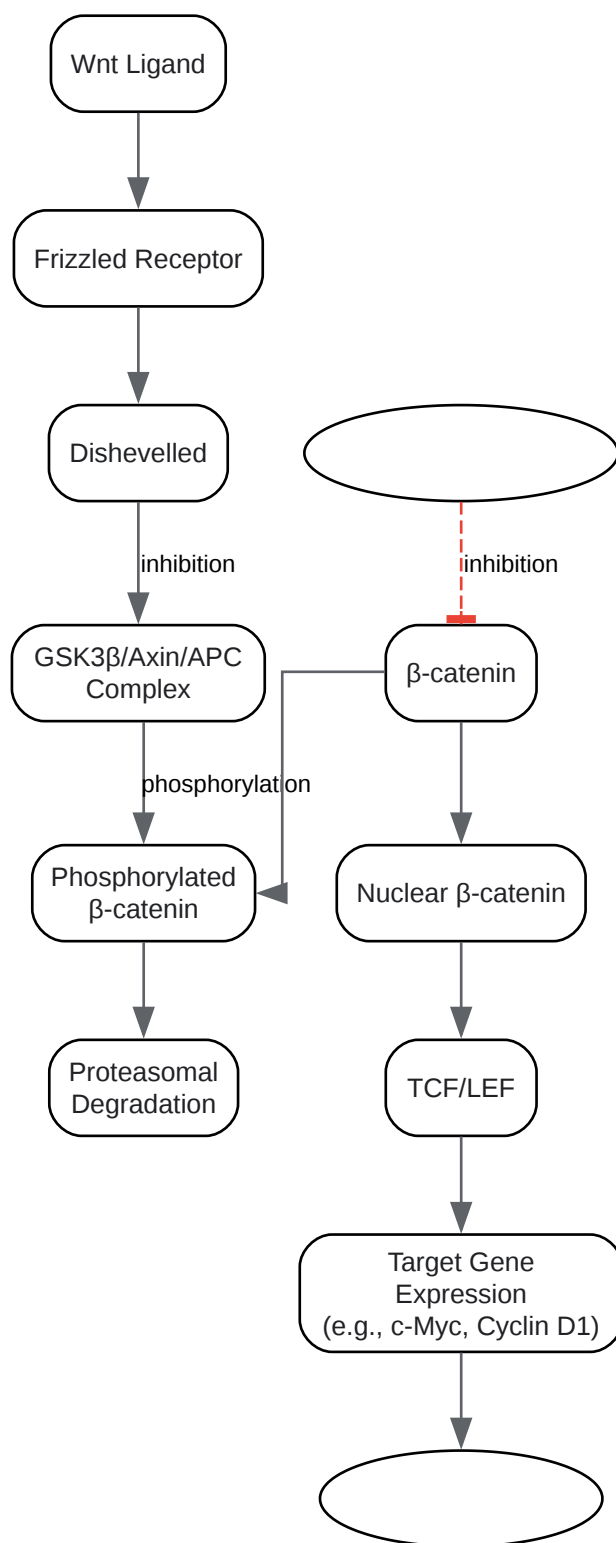 Wnt Ligand
Frizzled Receptor
Dishevelled
inhibition
inhibition
GSK3β/Axin/APC
Complex
β-catenin
phosphorylation
Phosphorylated
β-catenin
Nuclear β-catenin
Proteasomal
Degradation
TCF/LEF
Target Gene
Expression
(e.g., c-Myc, Cyclin D1)